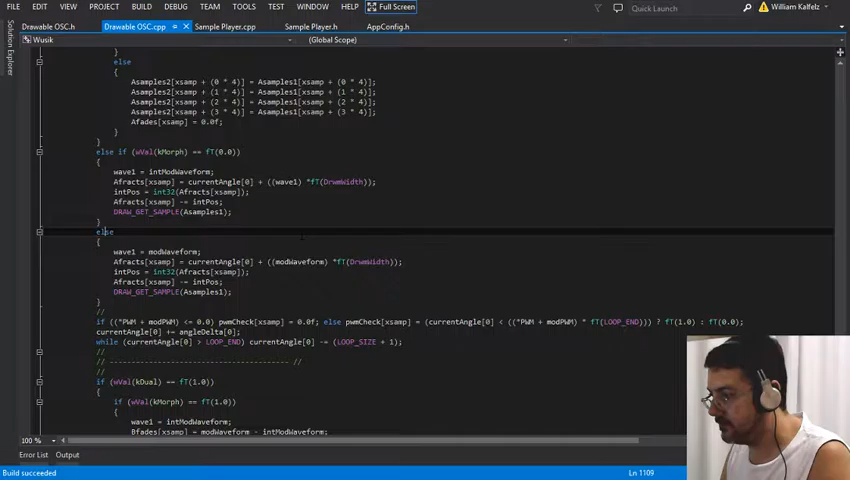 FILE EDIT VIEW PROJECT BUILD DEBUG TEAM TOOLS TEST WINDOW HELP Full Screen Quick Launch William Kalfelz
Drawable OSC.h Drawable OSC.cpp Sample Player.cpp Sample Player.h AppConfig.h
Wusik (Global Scope)
Solution Explorer
}
else
{
Asamples2[xsamp + (0 * 4)] = Asamples1[xsamp + (0 * 4)];
Asamples2[xsamp + (1 * 4)] = Asamples1[xsamp + (1 * 4)];
Asamples2[xsamp + (2 * 4)] = Asamples1[xsamp + (2 * 4)];
Asamples2[xsamp + (3 * 4)] = Asamples1[xsamp + (3 * 4)];
Afades[xsamp] = 0.0f;
}
}
else if (wVal(kMorph) == fT(0.0))
{
wave1 = intModWaveform;
Afracts[xsamp] = currentAngle[0] + ((wave1) *fT(DrwmWidth));
intPos = int32(Afracts[xsamp]);
Afracts[xsamp] -= intPos;
DRAW_GET_SAMPLE(Asamples1);
}
else
{
wave1 = modWaveform;
Afracts[xsamp] = currentAngle[0] + ((modWaveform) *fT(DrwmWidth));
intPos = int32(Afracts[xsamp]);
Afracts[xsamp] -= intPos;
DRAW_GET_SAMPLE(Asamples1);
}
//
if ((*PWM + modPWM) <= 0.0) pwmCheck[xsamp] = 0.0f; else pwmCheck[xsamp] = (currentAngle[0] < ((*PWM + modPWM) * fT(LOOP_END))) ? fT(1.0) : fT(0.0);
currentAngle[0] += angleDelta[0];
while (currentAngle[0] > LOOP_END) currentAngle[0] -= (LOOP_SIZE + 1);
//
// ---------------------------------------- //
//
if (wVal(kDual) == fT(1.0))
{
if (wVal(kMorph) == fT(1.0))
{
wave1 = intModWaveform;
Bfades[xsamp] = modWaveform - intModWaveform;
100 %
Error List Output
Build succeeded Ln 1109